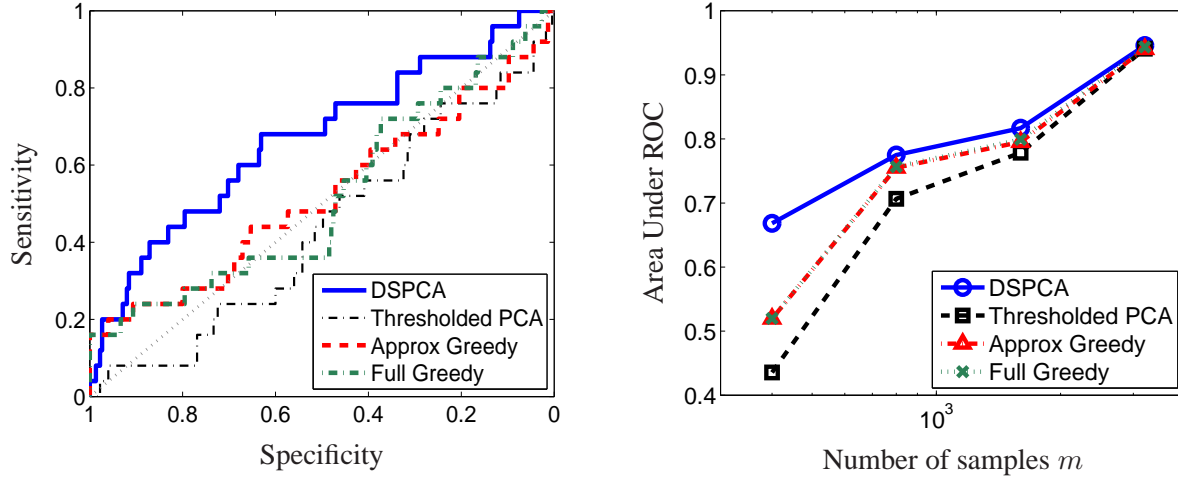 1
0.8
0.6
0.4
0.2
0
Sensitivity
1
0.8
0.6
0.4
0.2
0
Specificity
DSPCA
Thresholded PCA
Approx Greedy
Full Greedy
1
0.9
0.8
0.7
0.6
0.5
0.4
Area Under ROC
10³
Number of samples m
DSPCA
Thresholded PCA
Approx Greedy
Full Greedy